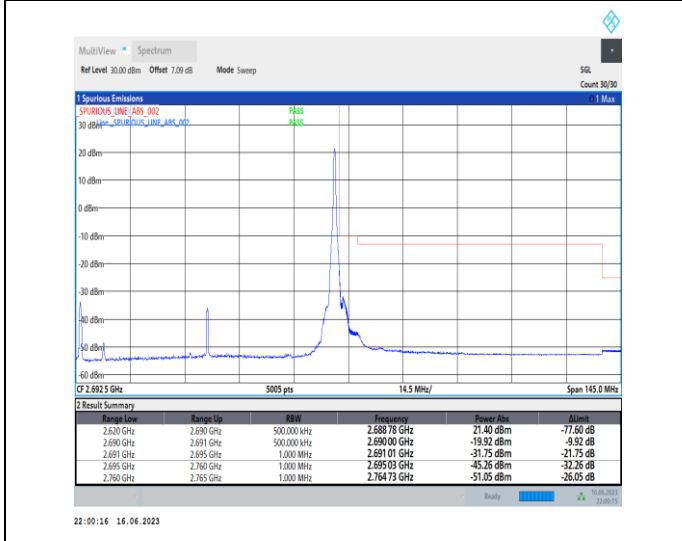 MultiView Spectrum
Ref Level 30.00 dBm Offset 7.09 dB Mode Sweep SGL
Count 30/30
1 Spurious Emissions 1 Max
_SPURIOUS_LINE_ABS_002 PASS
30 dBm Line _SPURIOUS_LINE_ABS_002 PASS
20 dBm
10 dBm
0 dBm
-10 dBm
-20 dBm
-30 dBm
-40 dBm
-50 dBm
-60 dBm
CF 2.692 5 GHz 5005 pts 14.5 MHz/ Span 145.0 MHz
2 Result Summary
Range Low Range Up RBW Frequency Power Abs ΔLimit
2.620 GHz 2.690 GHz 500.000 kHz 2.688 78 GHz 21.40 dBm -77.60 dB
2.690 GHz 2.691 GHz 500.000 kHz 2.690 00 GHz -19.92 dBm -9.92 dB
2.691 GHz 2.695 GHz 1.000 MHz 2.691 01 GHz -31.75 dBm -21.75 dB
2.695 GHz 2.760 GHz 1.000 MHz 2.695 03 GHz -45.26 dBm -32.26 dB
2.760 GHz 2.765 GHz 1.000 MHz 2.764 73 GHz -51.05 dBm -26.05 dB
Ready 16.06.2023
22:00:15
22:00:16 16.06.2023